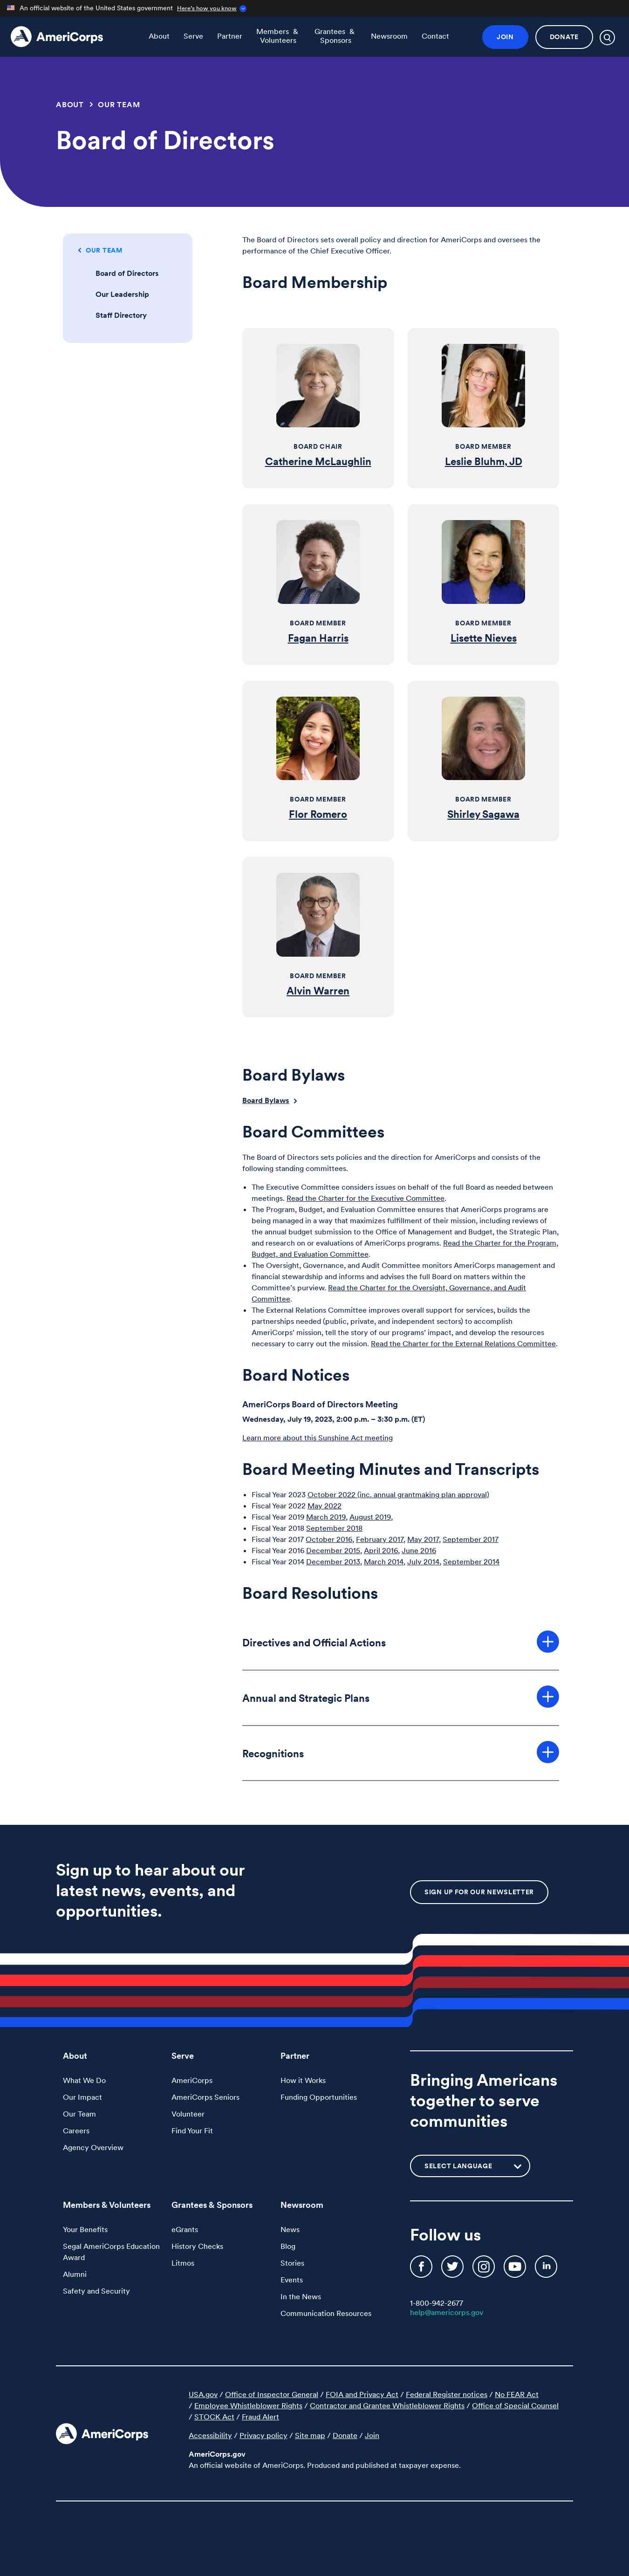 An official website of the United States government Here's how you know
AmeriCorps
About
Serve
Partner
Members &
Volunteers
Grantees &
Sponsors
Newsroom
Contact
JOIN
DONATE
ABOUT > OUR TEAM
Board of Directors
OUR TEAM
Board of Directors
Our Leadership
Staff Directory
The Board of Directors sets overall policy and direction for AmeriCorps and oversees the
performance of the Chief Executive Officer.
Board Membership
BOARD CHAIR
Catherine McLaughlin
BOARD MEMBER
Leslie Bluhm, JD
BOARD MEMBER
Fagan Harris
BOARD MEMBER
Lisette Nieves
BOARD MEMBER
Flor Romero
BOARD MEMBER
Shirley Sagawa
BOARD MEMBER
Alvin Warren
Board Bylaws
Board Bylaws >
Board Committees
The Board of Directors sets policies and the direction for AmeriCorps and consists of the
following standing committees.
• The Executive Committee considers issues on behalf of the full Board as needed between
meetings. Read the Charter for the Executive Committee.
• The Program, Budget, and Evaluation Committee ensures that AmeriCorps programs are
being managed in a way that maximizes fulfillment of their mission, including reviews of
the annual budget submission to the Office of Management and Budget, the Strategic Plan,
and research on or evaluations of AmeriCorps programs. Read the Charter for the Program,
Budget, and Evaluation Committee.
• The Oversight, Governance, and Audit Committee monitors AmeriCorps management and
financial stewardship and informs and advises the full Board on matters within the
Committee's purview. Read the Charter for the Oversight, Governance, and Audit
Committee.
• The External Relations Committee improves overall support for services, builds the
partnerships needed (public, private, and independent sectors) to accomplish
AmeriCorps' mission, tell the story of our programs' impact, and develop the resources
necessary to carry out the mission. Read the Charter for the External Relations Committee.
Board Notices
AmeriCorps Board of Directors Meeting
Wednesday, July 19, 2023, 2:00 p.m. – 3:30 p.m. (ET)
Learn more about this Sunshine Act meeting
Board Meeting Minutes and Transcripts
• Fiscal Year 2023 October 2022 (inc. annual grantmaking plan approval)
• Fiscal Year 2022 May 2022
• Fiscal Year 2019 March 2019, August 2019,
• Fiscal Year 2018 September 2018
• Fiscal Year 2017 October 2016, February 2017, May 2017, September 2017
• Fiscal Year 2016 December 2015, April 2016, June 2016
• Fiscal Year 2014 December 2013, March 2014, July 2014, September 2014
Board Resolutions
Directives and Official Actions
Annual and Strategic Plans
Recognitions
Sign up to hear about our
latest news, events, and
opportunities.
SIGN UP FOR OUR NEWSLETTER
About
What We Do
Our Impact
Our Team
Careers
Agency Overview
Serve
AmeriCorps
AmeriCorps Seniors
Volunteer
Find Your Fit
Partner
How it Works
Funding Opportunities
Bringing Americans
together to serve
communities
SELECT LANGUAGE
Members & Volunteers
Your Benefits
Segal AmeriCorps Education
Award
Alumni
Safety and Security
Grantees & Sponsors
eGrants
History Checks
Litmos
Newsroom
News
Blog
Stories
Events
In the News
Communication Resources
Follow us
1-800-942-2677
help@americorps.gov
AmeriCorps
USA.gov / Office of Inspector General / FOIA and Privacy Act / Federal Register notices / No FEAR Act
/ Employee Whistleblower Rights / Contractor and Grantee Whistleblower Rights / Office of Special Counsel
/ STOCK Act / Fraud Alert
Accessibility / Privacy policy / Site map / Donate / Join
AmeriCorps.gov
An official website of AmeriCorps. Produced and published at taxpayer expense.